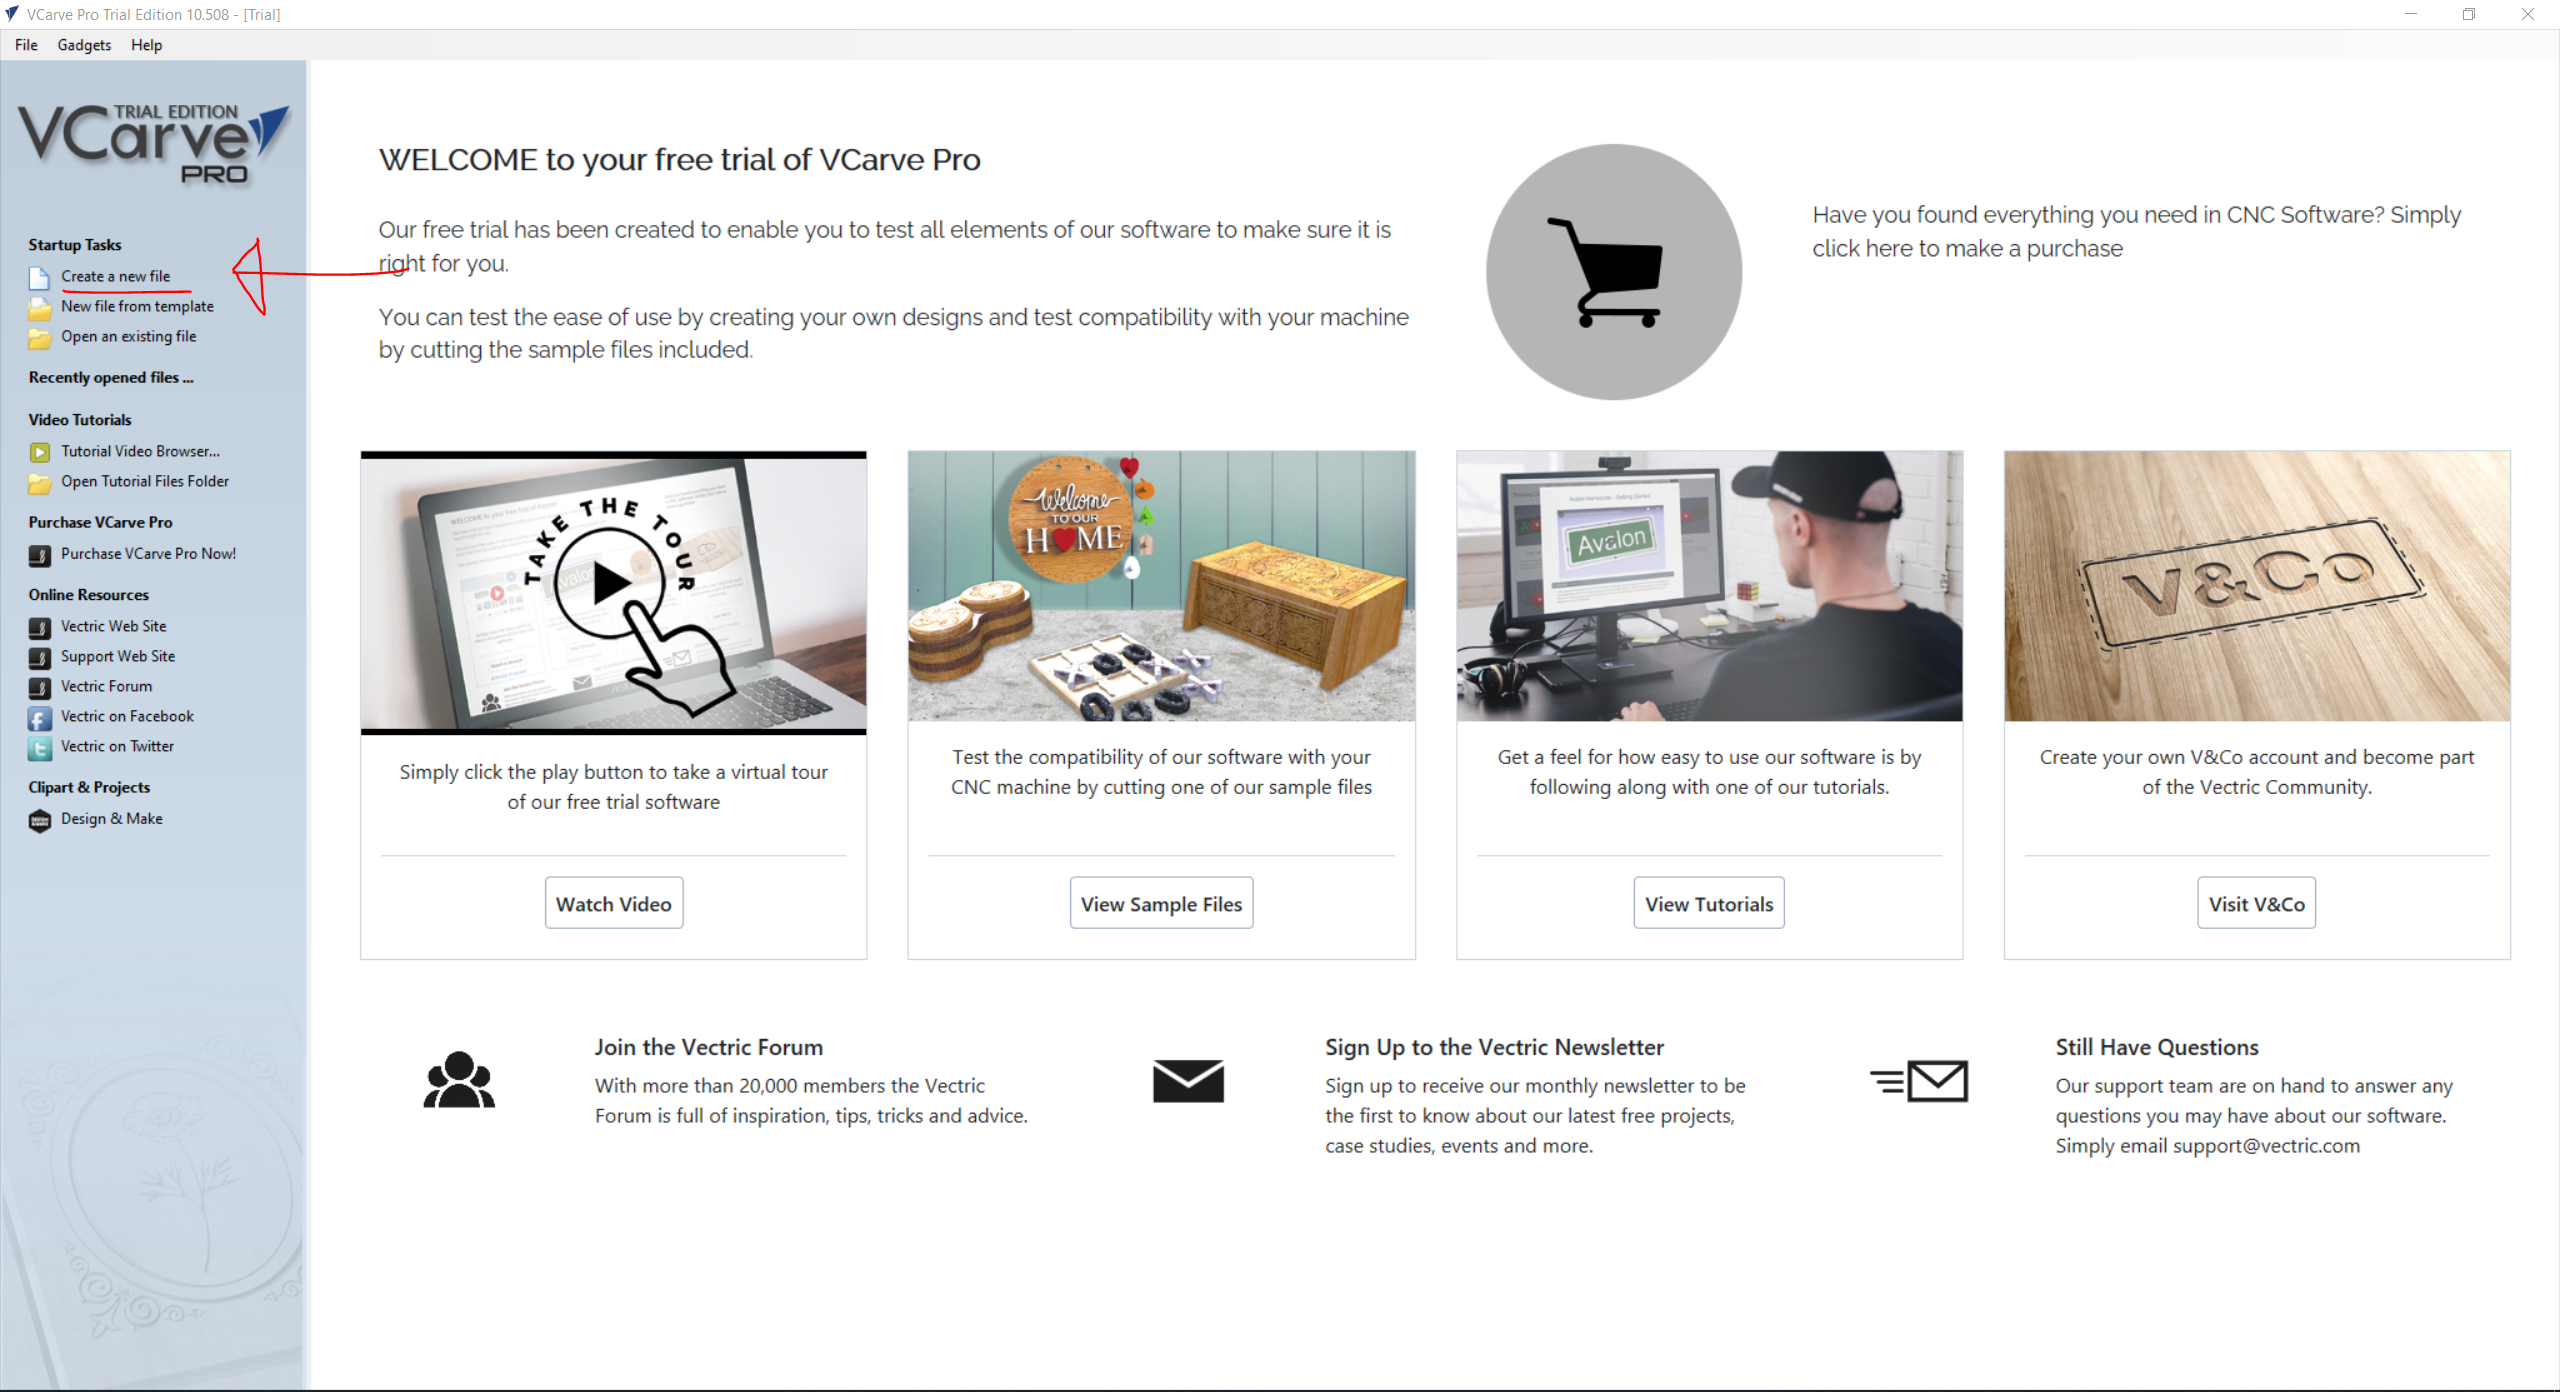 VCarve Pro Trial Edition 10.508 - [Trial]
File Gadgets Help
TRIAL EDITION
VCarve
PRO
Startup Tasks
Create a new file
New file from template
Open an existing file
Recently opened files ...
Video Tutorials
Tutorial Video Browser...
Open Tutorial Files Folder
Purchase VCarve Pro
Purchase VCarve Pro Now!
Online Resources
Vectric Web Site
Support Web Site
Vectric Forum
Vectric on Facebook
Vectric on Twitter
Clipart & Projects
Design & Make
WELCOME to your free trial of VCarve Pro
Our free trial has been created to enable you to test all elements of our software to make sure it is
right for you.
You can test the ease of use by creating your own designs and test compatibility with your machine
by cutting the sample files included.
Have you found everything you need in CNC Software? Simply
click here to make a purchase
TAKE THE TOUR
Simply click the play button to take a virtual tour
of our free trial software
Watch Video
Welcome
TO OUR
HOME
Test the compatibility of our software with your
CNC machine by cutting one of our sample files
View Sample Files
Avalon
Get a feel for how easy to use our software is by
following along with one of our tutorials.
View Tutorials
V&Co
Create your own V&Co account and become part
of the Vectric Community.
Visit V&Co
Join the Vectric Forum
With more than 20,000 members the Vectric
Forum is full of inspiration, tips, tricks and advice.
Sign Up to the Vectric Newsletter
Sign up to receive our monthly newsletter to be
the first to know about our latest free projects,
case studies, events and more.
Still Have Questions
Our support team are on hand to answer any
questions you may have about our software.
Simply email support@vectric.com